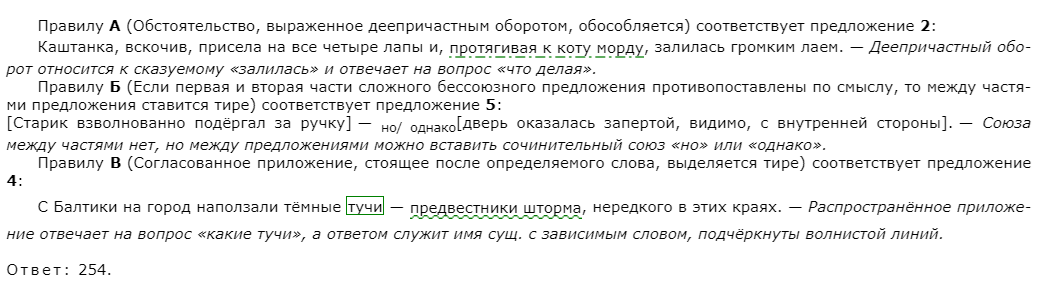 Правилу А (Обстоятельство, выраженное деепричастным оборотом, обособляется) соответствует предложение 2:
Каштанка, вскочив, присела на все четыре лапы и, протягивая к коту морду, залилась громким лаем. — Деепричастный обо-
рот относится к сказуемому «залилась» и отвечает на вопрос «что делая».
Правилу Б (Если первая и вторая части сложного бессоюзного предложения противопоставлены по смыслу, то между частя-
ми предложения ставится тире) соответствует предложение 5:
[Старик взволнованно подёргал за ручку] — но/ однако[дверь оказалась запертой, видимо, с внутренней стороны]. — Союза
между частями нет, но между предложениями можно вставить сочинительный союз «но» или «однако».
Правилу В (Согласованное приложение, стоящее после определяемого слова, выделяется тире) соответствует предложение
4:
С Балтики на город наползали тёмные тучи — предвестники шторма, нередкого в этих краях. — Распространённое приложе-
ние отвечает на вопрос «какие тучи», а ответом служит имя сущ. с зависимым словом, подчёркнуты волнистой линий.
Ответ: 254.